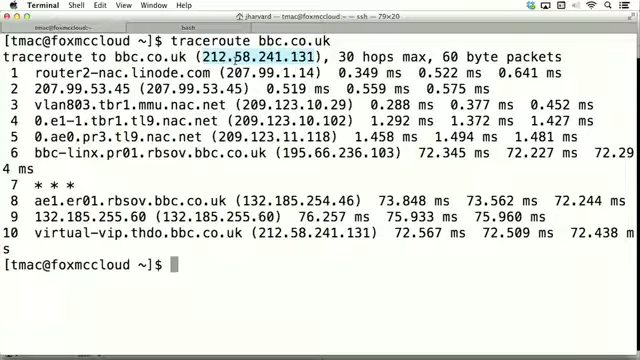 Terminal Shell Edit View Window Help
jharvard
tmac@foxmccloud:~ — ssh — 79×20
tmac@foxmccloud:~
bash
[tmac@foxmccloud ~]$ traceroute bbc.co.uk
traceroute to bbc.co.uk (212.58.241.131), 30 hops max, 60 byte packets
1 router2-nac.linode.com (207.99.1.14) 0.349 ms 0.522 ms 0.641 ms
2 207.99.53.45 (207.99.53.45) 0.519 ms 0.559 ms 0.575 ms
3 vlan803.tbr1.mmu.nac.net (209.123.10.29) 0.288 ms 0.377 ms 0.452 ms
4 0.e1-1.tbr1.tl9.nac.net (209.123.10.102) 1.292 ms 1.372 ms 1.427 ms
5 0.ae0.pr3.tl9.nac.net (209.123.11.118) 1.458 ms 1.494 ms 1.481 ms
6 bbc-linx.pr01.rbsov.bbc.co.uk (195.66.236.103) 72.345 ms 72.227 ms 72.29
4 ms
7 * * *
8 ae1.er01.rbsov.bbc.co.uk (132.185.254.46) 73.848 ms 73.562 ms 72.244 ms
9 132.185.255.60 (132.185.255.60) 76.257 ms 75.933 ms 75.960 ms
10 virtual-vip.thdo.bbc.co.uk (212.58.241.131) 72.567 ms 72.509 ms 72.438 m
s
[tmac@foxmccloud ~]$